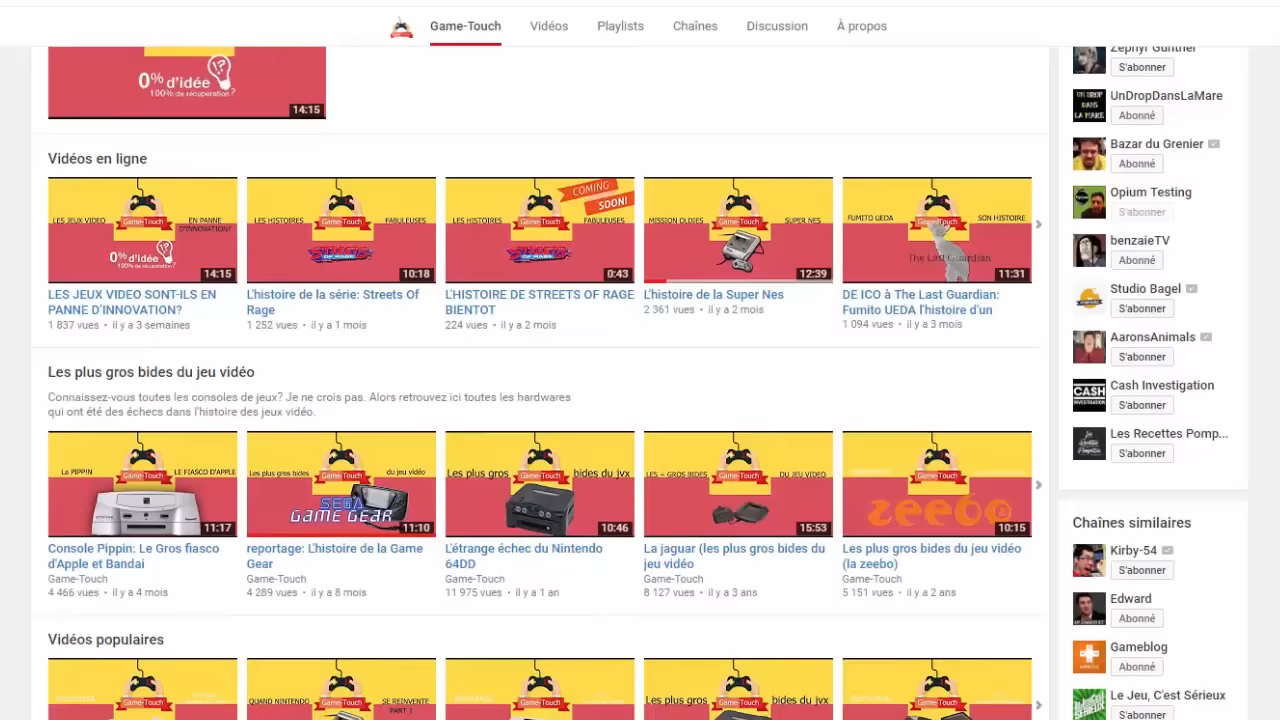 Game-Touch Vidéos Playlists Chaînes Discussion À propos
0% d'idée !?
100% de récupération?
14:15
Vidéos en ligne
LES JEUX VIDEO Game-Touch EN PANNE D'INNOVATION?
0% d'idée !?
100% de récupération?
14:15
LES JEUX VIDEO SONT-ILS EN
PANNE D'INNOVATION?
1 837 vues • il y a 3 semaines
LES HISTOIRES Game-Touch FABULEUSES
STREETS OF RAGE
10:18
L'histoire de la série: Streets Of
Rage
1 252 vues • il y a 1 mois
COMING SOON!
LES HISTOIRES Game-Touch FABULEUSES
STREETS OF RAGE
0:43
L'HISTOIRE DE STREETS OF RAGE
BIENTOT
224 vues • il y a 2 mois
MISSION OLDIES Game-Touch SUPER NES
12:39
L'histoire de la Super Nes
2 361 vues • il y a 2 mois
FUMITO UEDA Game-Touch SON HISTOIRE
The Last Guardian
11:31
DE ICO à The Last Guardian:
Fumito UEDA l'histoire d'un
1 094 vues • il y a 3 mois
Les plus gros bides du jeu vidéo
Connaissez-vous toutes les consoles de jeux? Je ne crois pas. Alors retrouvez ici toutes les hardwares
qui ont été des échecs dans l'histoire des jeux vidéo.
La PIPP!N Game-Touch LE FIASCO D'APPLE
11:17
Console Pippin: Le Gros fiasco
d'Apple et Bandai
Game-Touch
4 466 vues • il y a 4 mois
Les plus gros bides Game-Touch du jeu vidéo
SEGA
GAME GEAR
11:10
reportage: L'histoire de la Game
Gear
Game-Touch
4 289 vues • il y a 8 mois
Les plus gros Game-Touch bides du jvx
10:46
L'étrange échec du Nintendo
64DD
Game-Touch
11 975 vues • il y a 1 an
LES + GROS BIDES Game-Touch DU JEU VIDEO
15:53
La jaguar (les plus gros bides du
jeu vidéo
Game-Touch
8 127 vues • il y a 3 ans
Game-Touch
zeebo
10:15
Les plus gros bides du jeu vidéo
(la zeebo)
Game-Touch
5 151 vues • il y a 2 ans
Vidéos populaires
Game-Touch
QUAND NINTENDO Game-Touch SE REINVENTE
PART 3
Game-Touch
Les plus gros Game-Touch bides du jvx
Game-Touch
Zephyr Gunther
S'abonner
UN DROP
DANS
LA MARE
UnDropDansLaMare
Abonné
Bazar du Grenier
Abonné
Opium Testing
S'abonner
benzaieTV
Abonné
Studio Bagel
S'abonner
AaronsAnimals
S'abonner
CASH
INVESTIGATION
Cash Investigation
S'abonner
Les Recettes Pomp...
S'abonner
Chaînes similaires
Kirby-54
S'abonner
Edward
Abonné
Gameblog
Abonné
Le Jeu, C'est Sérieux
S'abonner